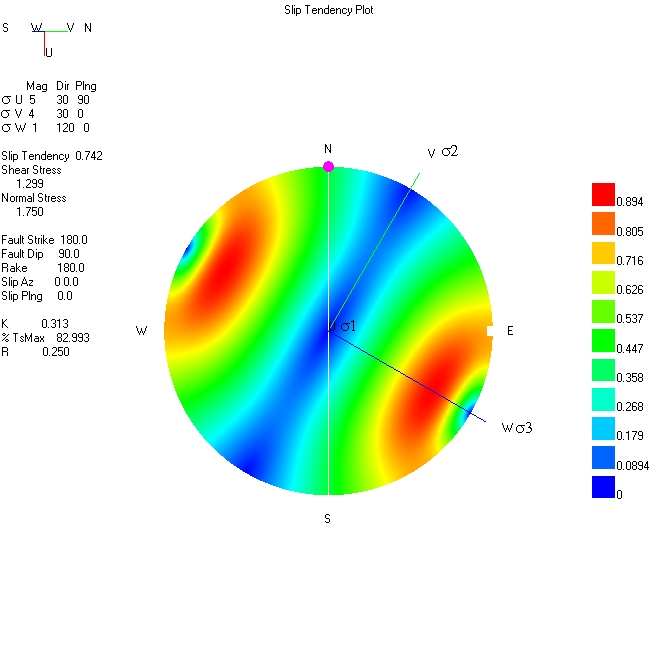 Slip Tendency Plot
S W V N
U
Mag Dir Plng
σ U 5 30 90
σ V 4 30 0
σ W 1 120 0
Slip Tendency 0.742
Shear Stress
1.299
Normal Stress
1.750
Fault Strike 180.0
Fault Dip 90.0
Rake 180.0
Slip Az 0 0.0
Slip Plng 0.0
K 0.313
% TsMax 82.993
R 0.250
N
V σ2
W
σ1
E
W σ3
S
0.894
0.805
0.716
0.626
0.537
0.447
0.358
0.268
0.179
0.0894
0